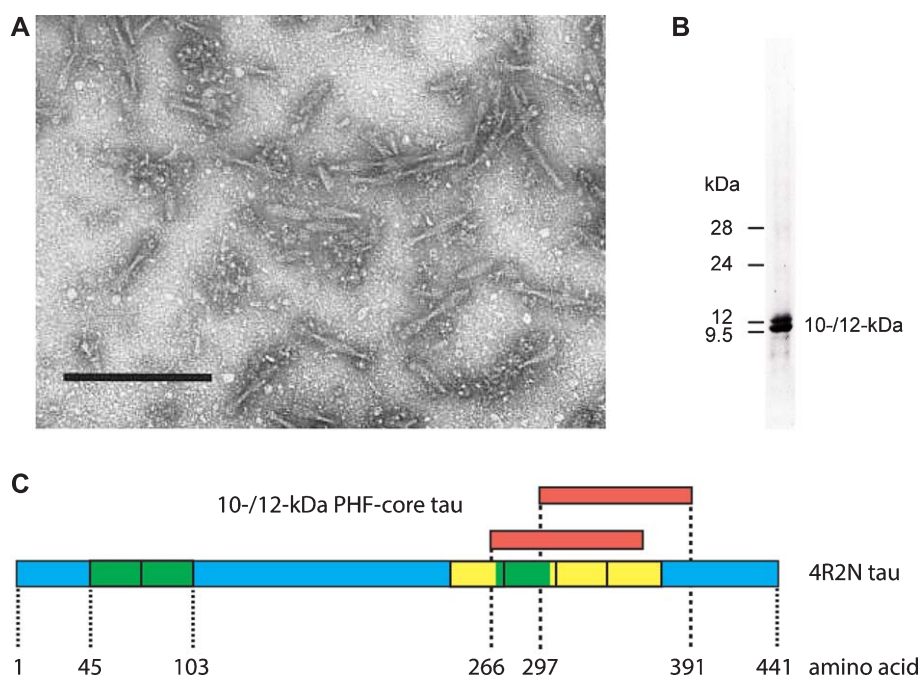 A
B
kDa
28
24
12
9.5
10-/12-kDa
C
10-/12-kDa PHF-core tau
4R2N tau
1 45 103 266 297 391 441 amino acid